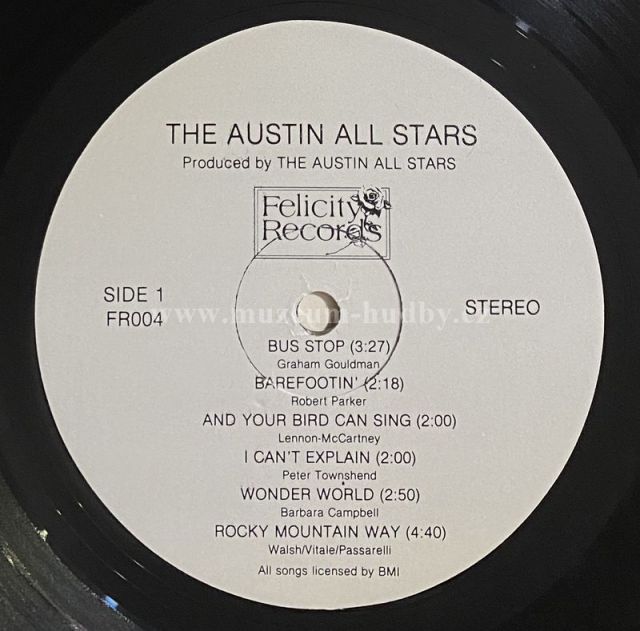 THE AUSTIN ALL STARS
Produced by THE AUSTIN ALL STARS
Felicity
Records
SIDE 1
FR004
STEREO
www.muzeum-hudby.cz
BUS STOP (3:27)
Graham Gouldman
BAREFOOTIN' (2:18)
Robert Parker
AND YOUR BIRD CAN SING (2:00)
Lennon-McCartney
I CAN'T EXPLAIN (2:00)
Peter Townshend
WONDER WORLD (2:50)
Barbara Campbell
ROCKY MOUNTAIN WAY (4:40)
Walsh/Vitale/Passarelli
All songs licensed by BMI